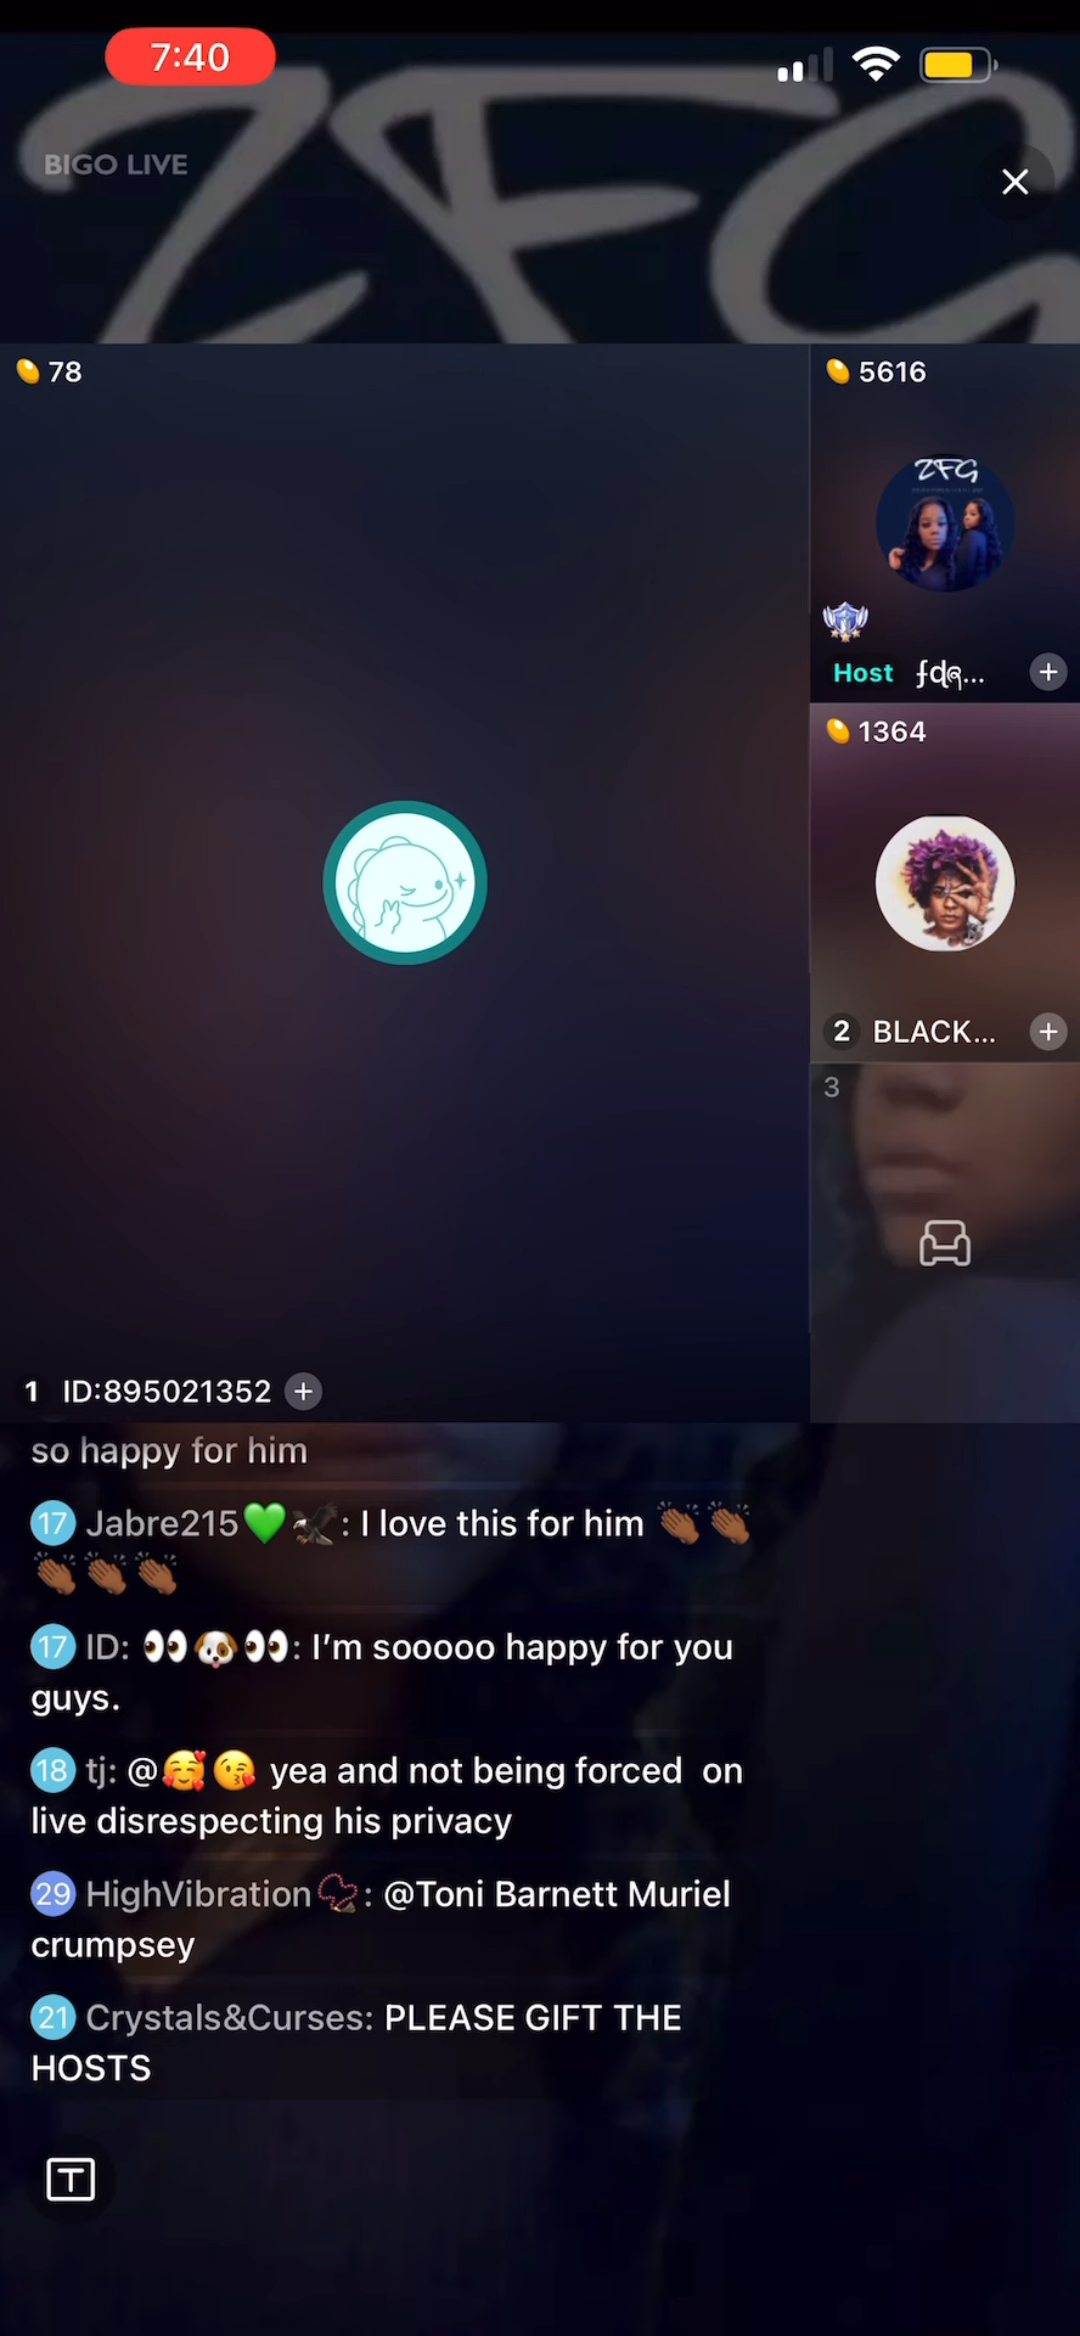 7:40
ZFG
BIGO LIVE
78
5616
ZFG
Host
1364
2 BLACK...
3
1 ID:895021352
so happy for him
17 Jabre215💚🦅: I love this for him 👏🏾👏🏾
👏🏾👏🏾👏🏾
17 ID: 👀🐶👀: I’m sooooo happy for you
guys.
18 tj: @🥰😘 yea and not being forced on
live disrespecting his privacy
29 HighVibration📿: @Toni Barnett Muriel
crumpsey
21 Crystals&Curses: PLEASE GIFT THE
HOSTS
T